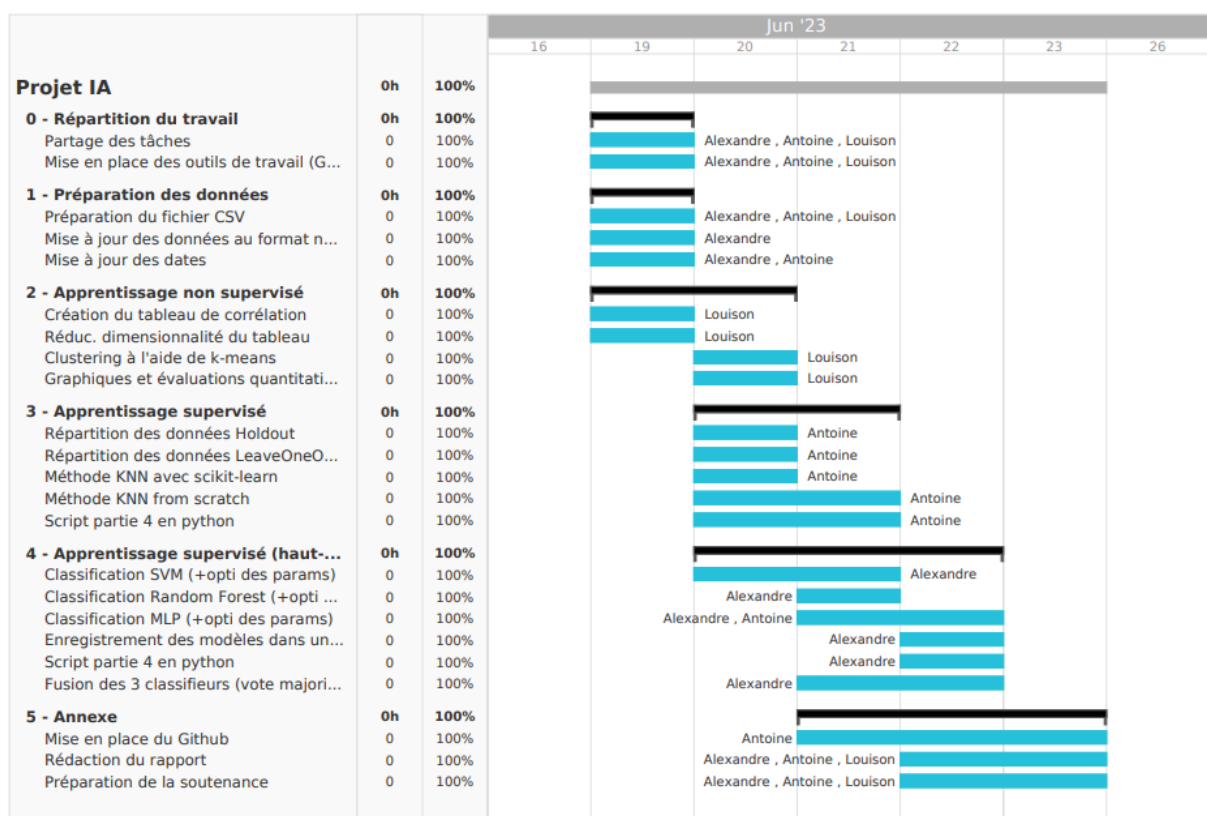 Jun '23
16 19 20 21 22 23 26
Projet IA 0h 100%
0 - Répartition du travail 0h 100%
Partage des tâches 0 100% Alexandre , Antoine , Louison
Mise en place des outils de travail (G... 0 100% Alexandre , Antoine , Louison
1 - Préparation des données 0h 100%
Préparation du fichier CSV 0 100% Alexandre , Antoine , Louison
Mise à jour des données au format n... 0 100% Alexandre
Mise à jour des dates 0 100% Alexandre , Antoine
2 - Apprentissage non supervisé 0h 100%
Création du tableau de corrélation 0 100% Louison
Réduc. dimensionnalité du tableau 0 100% Louison
Clustering à l'aide de k-means 0 100% Louison
Graphiques et évaluations quantitati... 0 100% Louison
3 - Apprentissage supervisé 0h 100%
Répartition des données Holdout 0 100% Antoine
Répartition des données LeaveOneO... 0 100% Antoine
Méthode KNN avec scikit-learn 0 100% Antoine
Méthode KNN from scratch 0 100% Antoine
Script partie 4 en python 0 100% Antoine
4 - Apprentissage supervisé (haut-... 0h 100%
Classification SVM (+opti des params) 0 100% Alexandre
Classification Random Forest (+opti ... 0 100% Alexandre
Classification MLP (+opti des params) 0 100% Alexandre , Antoine
Enregistrement des modèles dans un... 0 100% Alexandre
Script partie 4 en python 0 100% Alexandre
Fusion des 3 classifieurs (vote majori... 0 100% Alexandre
5 - Annexe 0h 100%
Mise en place du Github 0 100% Antoine
Rédaction du rapport 0 100% Alexandre , Antoine , Louison
Préparation de la soutenance 0 100% Alexandre , Antoine , Louison